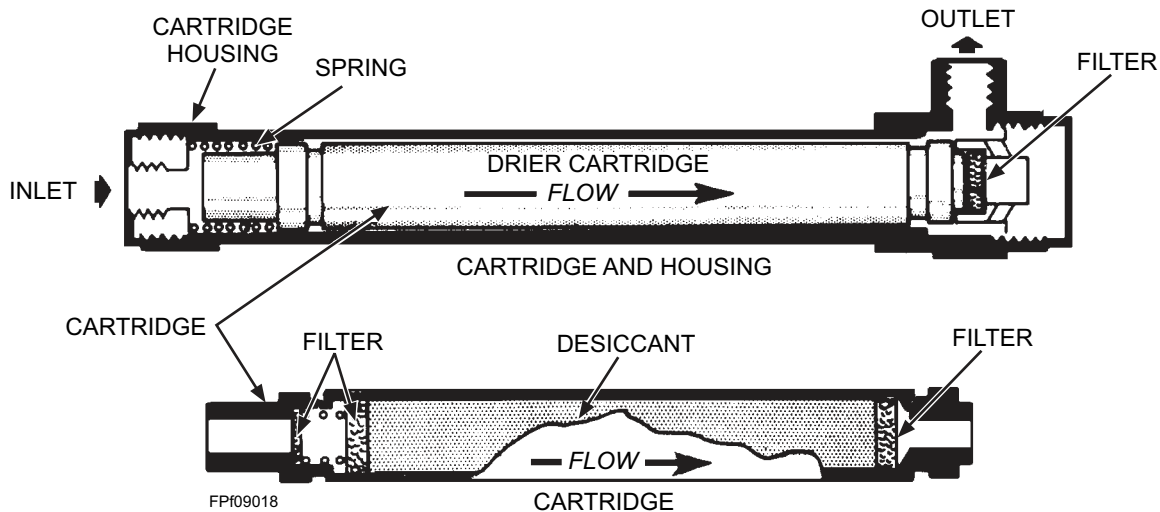 CARTRIDGE
HOUSING
SPRING
OUTLET
FILTER
INLET
DRIER CARTRIDGE
FLOW
CARTRIDGE AND HOUSING
CARTRIDGE
FILTER
DESICCANT
FILTER
FLOW
FPf09018
CARTRIDGE